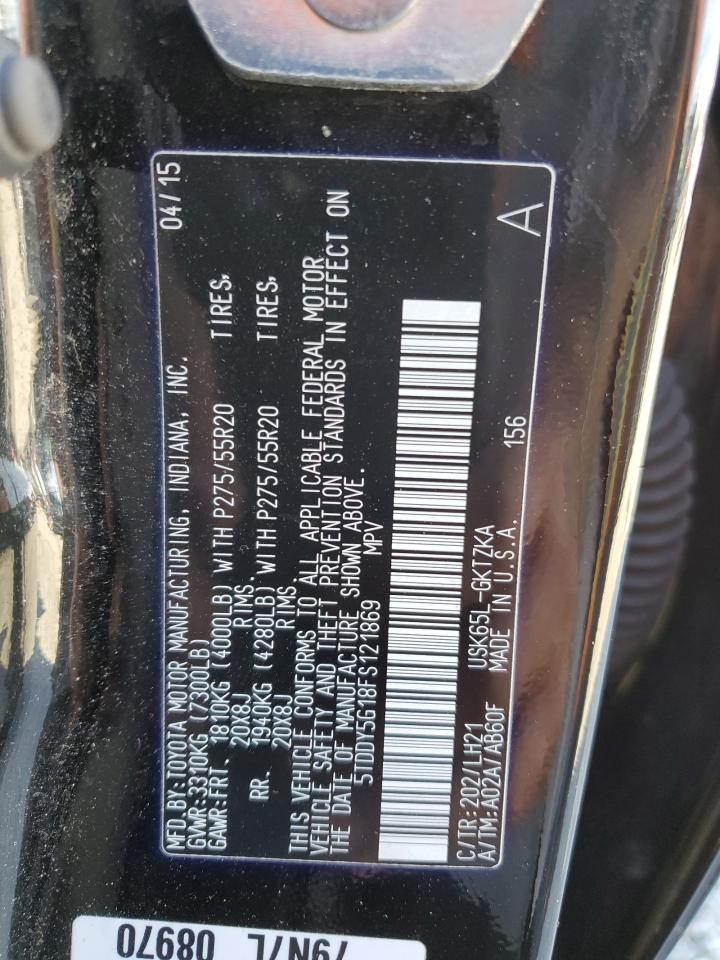 MFD.BY:TOYOTA MOTOR MANUFACTURING, INDIANA, INC. 04/15
GVWR:3310KG (7300LB)
GAWR:FRT. 1810KG (4000LB) WITH P275/55R20 TIRES,
20X8J RIMS,
RR. 1940KG (4280LB) WITH P275/55R20 TIRES,
20X8J RIMS.
THIS VEHICLE CONFORMS TO ALL APPLICABLE FEDERAL MOTOR
VEHICLE SAFETY AND THEFT PREVENTION STANDARDS IN EFFECT ON
THE DATE OF MANUFACTURE SHOWN ABOVE.
5TDDY5G18FS121869 MPV
C/TR:202/LH21 USK65L-GKTZKA 156
A/TM:A02A/AB60F MADE IN U.S.A. A
79N7L
08970